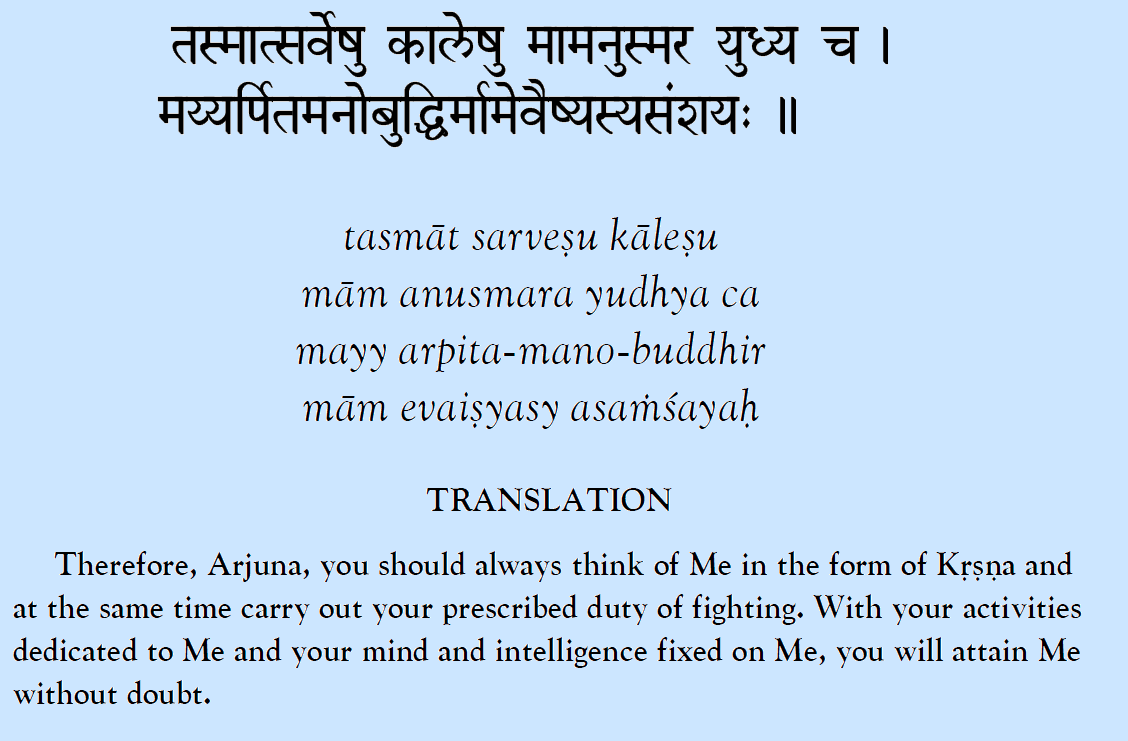 तस्मात्सर्वेषु कालेषु मामनुस्मर युध्य च ।
मय्यर्पितमनोबुद्धिर्मामेवैष्यस्यसंशयः ॥
tasmāt sarveṣu kāleṣu
mām anusmara yudhya ca
mayy arpita-mano-buddhir
mām evaiṣyasy asaṁśayaḥ
TRANSLATION
Therefore, Arjuna, you should always think of Me in the form of Kṛṣṇa and
at the same time carry out your prescribed duty of fighting. With your activities
dedicated to Me and your mind and intelligence fixed on Me, you will attain Me
without doubt.